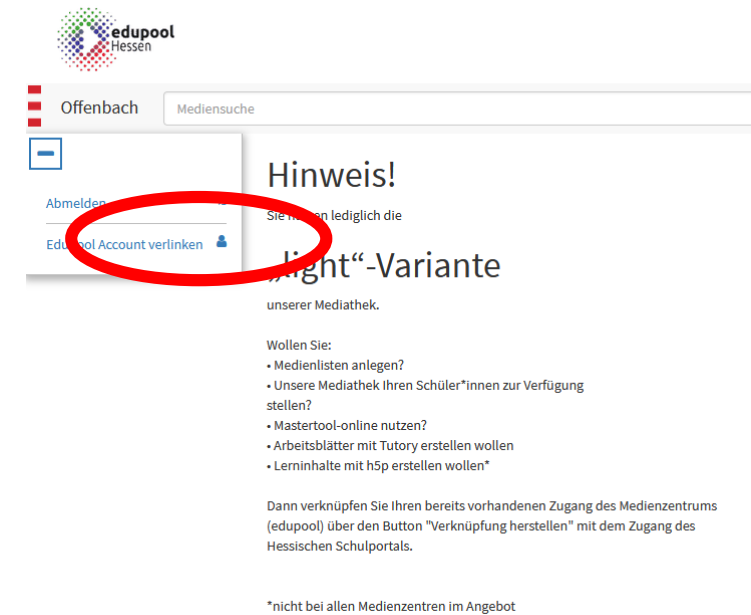 edupool
Hessen
Offenbach
Mediensuche
Abmelden
Edupool Account verlinken
Hinweis!
Sie nutzen lediglich die
„light“-Variante
unserer Mediathek.
Wollen Sie:
• Medienlisten anlegen?
• Unsere Mediathek Ihren Schüler*innen zur Verfügung
stellen?
• Mastertool-online nutzen?
• Arbeitsblätter mit Tutory erstellen wollen
• Lerninhalte mit h5p erstellen wollen*
Dann verknüpfen Sie Ihren bereits vorhandenen Zugang des Medienzentrums
(edupool) über den Button "Verknüpfung herstellen" mit dem Zugang des
Hessischen Schulportals.
*nicht bei allen Medienzentren im Angebot